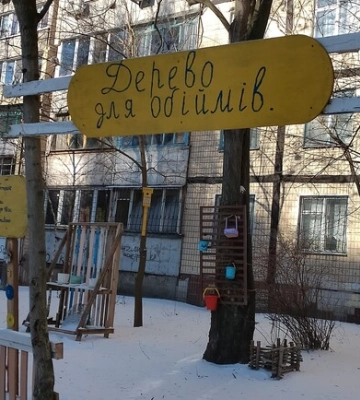 Дерево
для обіймів.